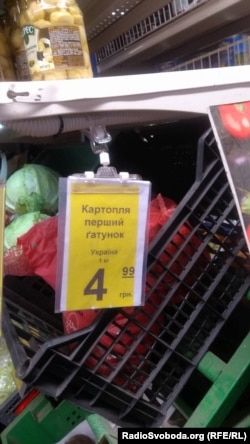 Картопля
перший
ґатунок
Україна
1 кг
4 99
грн.
RadioSvoboda.org (RFE/RL)